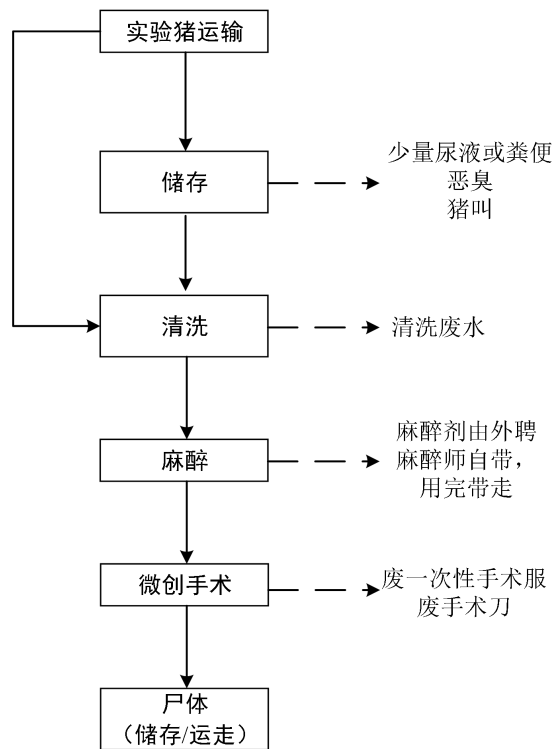 实验猪运输
储存
少量尿液或粪便
恶臭
猪叫
清洗
清洗废水
麻醉
麻醉剂由外聘
麻醉师自带，
用完带走
微创手术
废一次性手术服
废手术刀
尸体
（储存/运走）